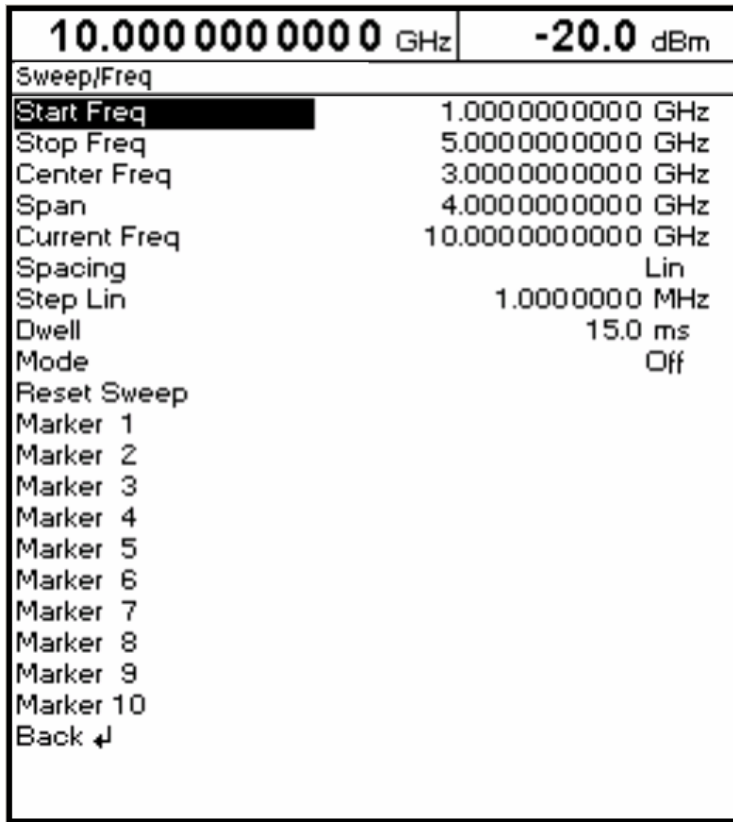 10.000 000 000 0 GHz -20.0 dBm
Sweep/Freq
Start Freq 1.0000000000 GHz
Stop Freq 5.0000000000 GHz
Center Freq 3.0000000000 GHz
Span 4.0000000000 GHz
Current Freq 10.0000000000 GHz
Spacing Lin
Step Lin 1.0000000 MHz
Dwell 15.0 ms
Mode Off
Reset Sweep
Marker 1
Marker 2
Marker 3
Marker 4
Marker 5
Marker 6
Marker 7
Marker 8
Marker 9
Marker 10
Back ↲